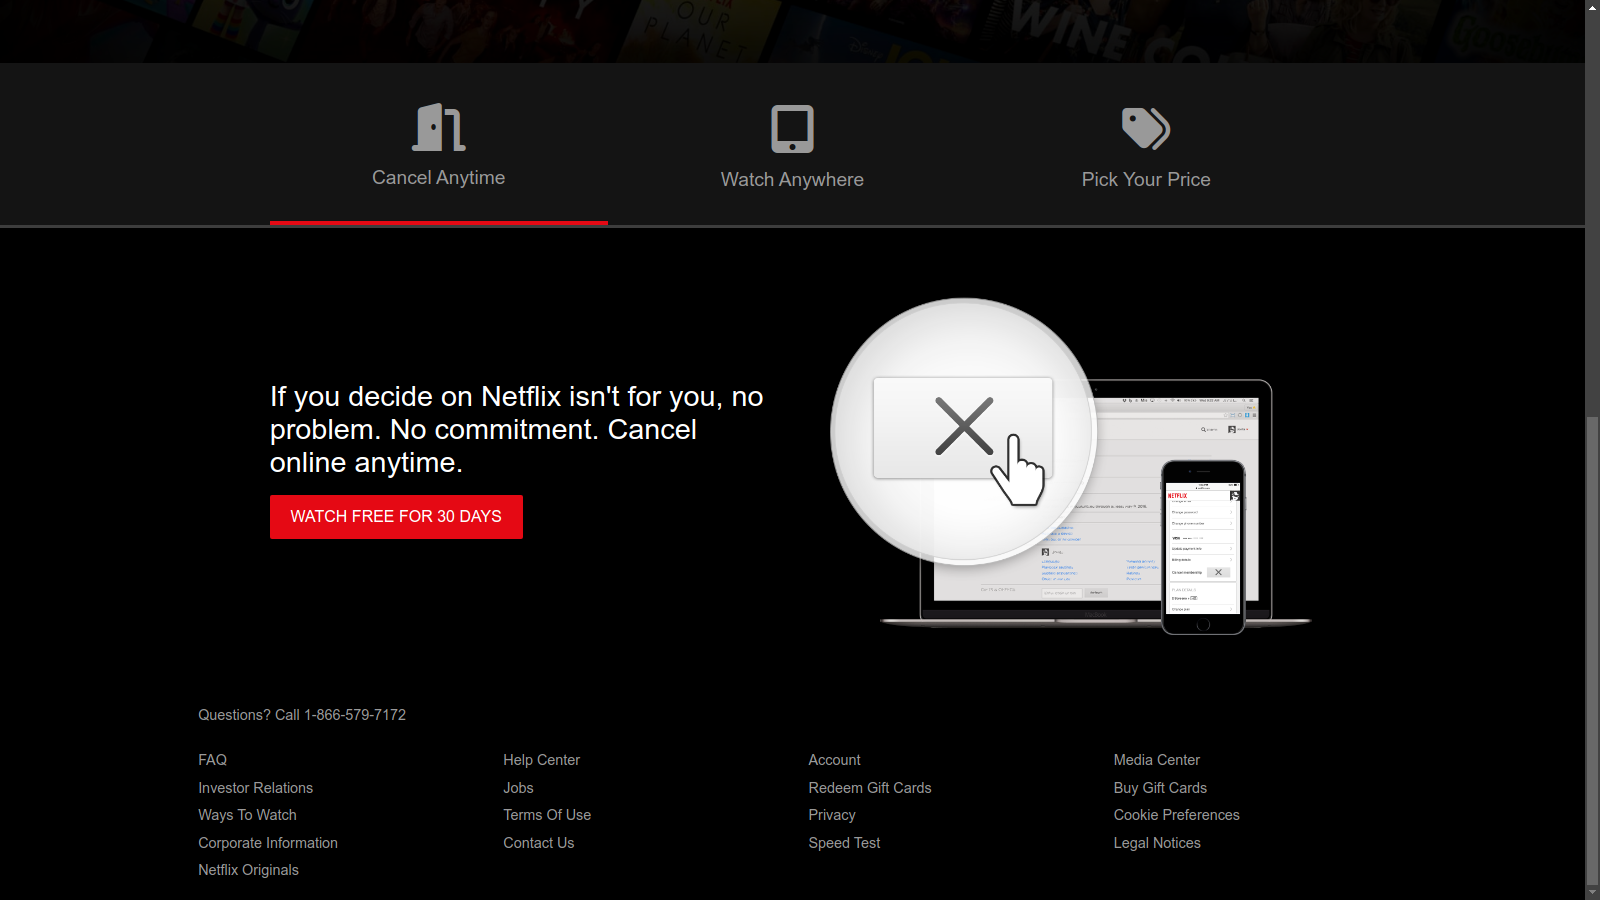 OUR
PLANET
WINE CO
Cancel Anytime
Watch Anywhere
Pick Your Price
If you decide on Netflix isn't for you, no
problem. No commitment. Cancel
online anytime.
WATCH FREE FOR 30 DAYS
NETFLIX
Questions? Call 1-866-579-7172
FAQ
Help Center
Account
Media Center
Investor Relations
Jobs
Redeem Gift Cards
Buy Gift Cards
Ways To Watch
Terms Of Use
Privacy
Cookie Preferences
Corporate Information
Contact Us
Speed Test
Legal Notices
Netflix Originals